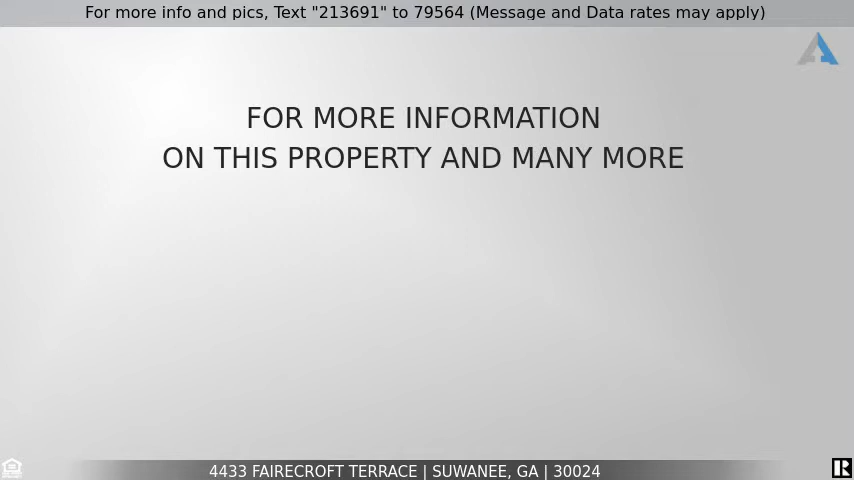 For more info and pics, Text "213691" to 79564 (Message and Data rates may apply)
FOR MORE INFORMATION
ON THIS PROPERTY AND MANY MORE
4433 FAIRECROFT TERRACE | SUWANEE, GA | 30024